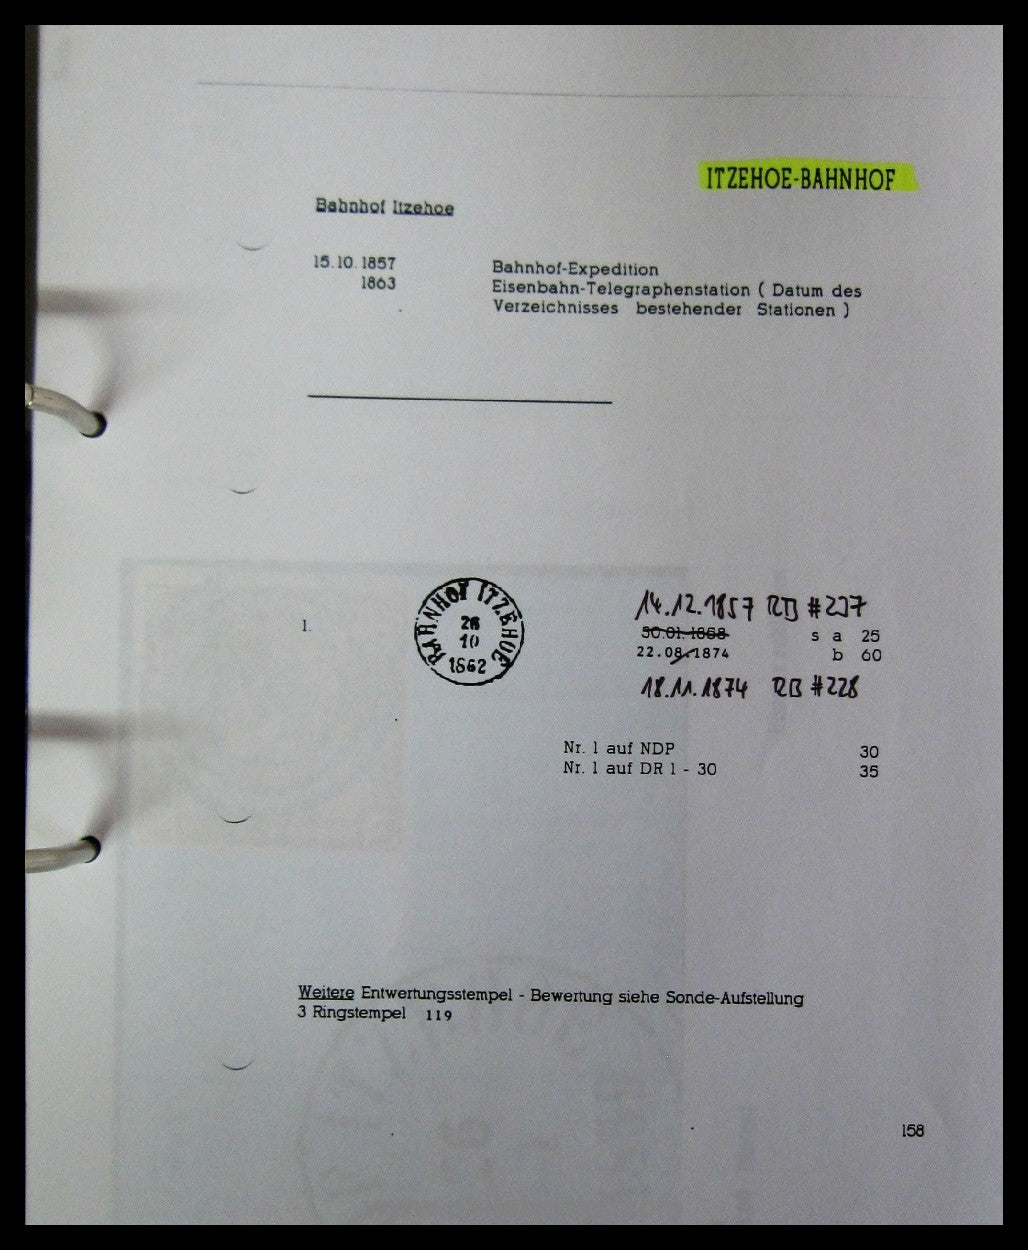 ITZEHOE-BAHNHOF
Bahnhof Itzehoe
15.10.1857 Bahnhof-Expedition
1863 Eisenbahn-Telegraphenstation ( Datum des
Verzeichnisses bestehender Stationen )
1.
BAHNHOF ITZEHOE
28
10
1862
14.12.1857 RB #237
30.01.1868 s a 25
22.08.1874 b 60
18.11.1874 RB #228
Nr. 1 auf NDP 30
Nr. 1 auf DR 1 - 30 35
Weitere Entwertungsstempel - Bewertung siehe Sonde-Aufstellung
3 Ringstempel 119
158